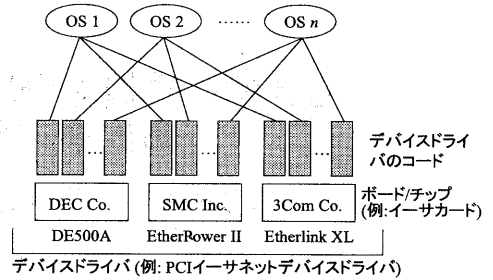 OS 1 OS 2 ...... OS n
... ... ...
デバイスドライ
バのコード
DEC Co. SMC Inc. 3Com Co.
ボード/チップ
(例:イーサカード)
DE500A EtherRower II Etherlink XL
デバイスドライバ (例: PCIイーサネットデバイスドライバ)